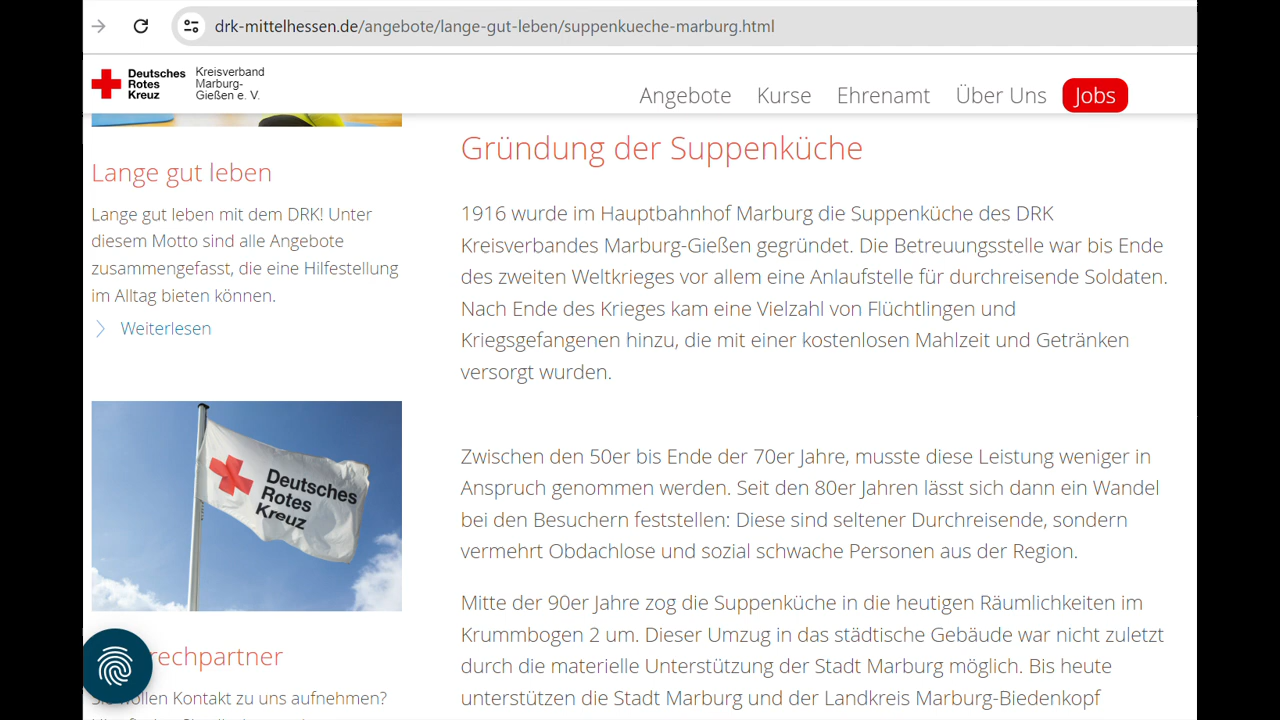 drk-mittelhessen.de/angebote/lange-gut-leben/suppenkueche-marburg.html
Deutsches
Rotes
Kreuz
Kreisverband
Marburg-
Gießen e. V.
Angebote Kurse Ehrenamt Über Uns Jobs
Lange gut leben
Lange gut leben mit dem DRK! Unter
diesem Motto sind alle Angebote
zusammengefasst, die eine Hilfestellung
im Alltag bieten können.
Weiterlesen
Deutsches
Rotes
Kreuz
rechpartner
wollen Kontakt zu uns aufnehmen?
Gründung der Suppenküche
1916 wurde im Hauptbahnhof Marburg die Suppenküche des DRK
Kreisverbandes Marburg-Gießen gegründet. Die Betreuungsstelle war bis Ende
des zweiten Weltkrieges vor allem eine Anlaufstelle für durchreisende Soldaten.
Nach Ende des Krieges kam eine Vielzahl von Flüchtlingen und
Kriegsgefangenen hinzu, die mit einer kostenlosen Mahlzeit und Getränken
versorgt wurden.
Zwischen den 50er bis Ende der 70er Jahre, musste diese Leistung weniger in
Anspruch genommen werden. Seit den 80er Jahren lässt sich dann ein Wandel
bei den Besuchern feststellen: Diese sind seltener Durchreisende, sondern
vermehrt Obdachlose und sozial schwache Personen aus der Region.
Mitte der 90er Jahre zog die Suppenküche in die heutigen Räumlichkeiten im
Krummbogen 2 um. Dieser Umzug in das städtische Gebäude war nicht zuletzt
durch die materielle Unterstützung der Stadt Marburg möglich. Bis heute
unterstützen die Stadt Marburg und der Landkreis Marburg-Biedenkopf